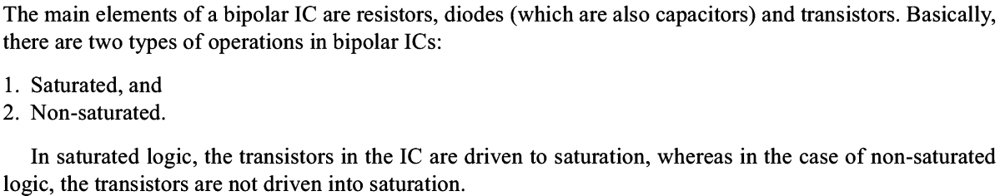 The main elements of a bipolar IC are resistors, diodes (which are also capacitors) and transistors. Basically,
there are two types of operations in bipolar ICs:
1. Saturated, and
2. Non-saturated.
In saturated logic, the transistors in the IC are driven to saturation, whereas in the case of non-saturated
logic, the transistors are not driven into saturation.